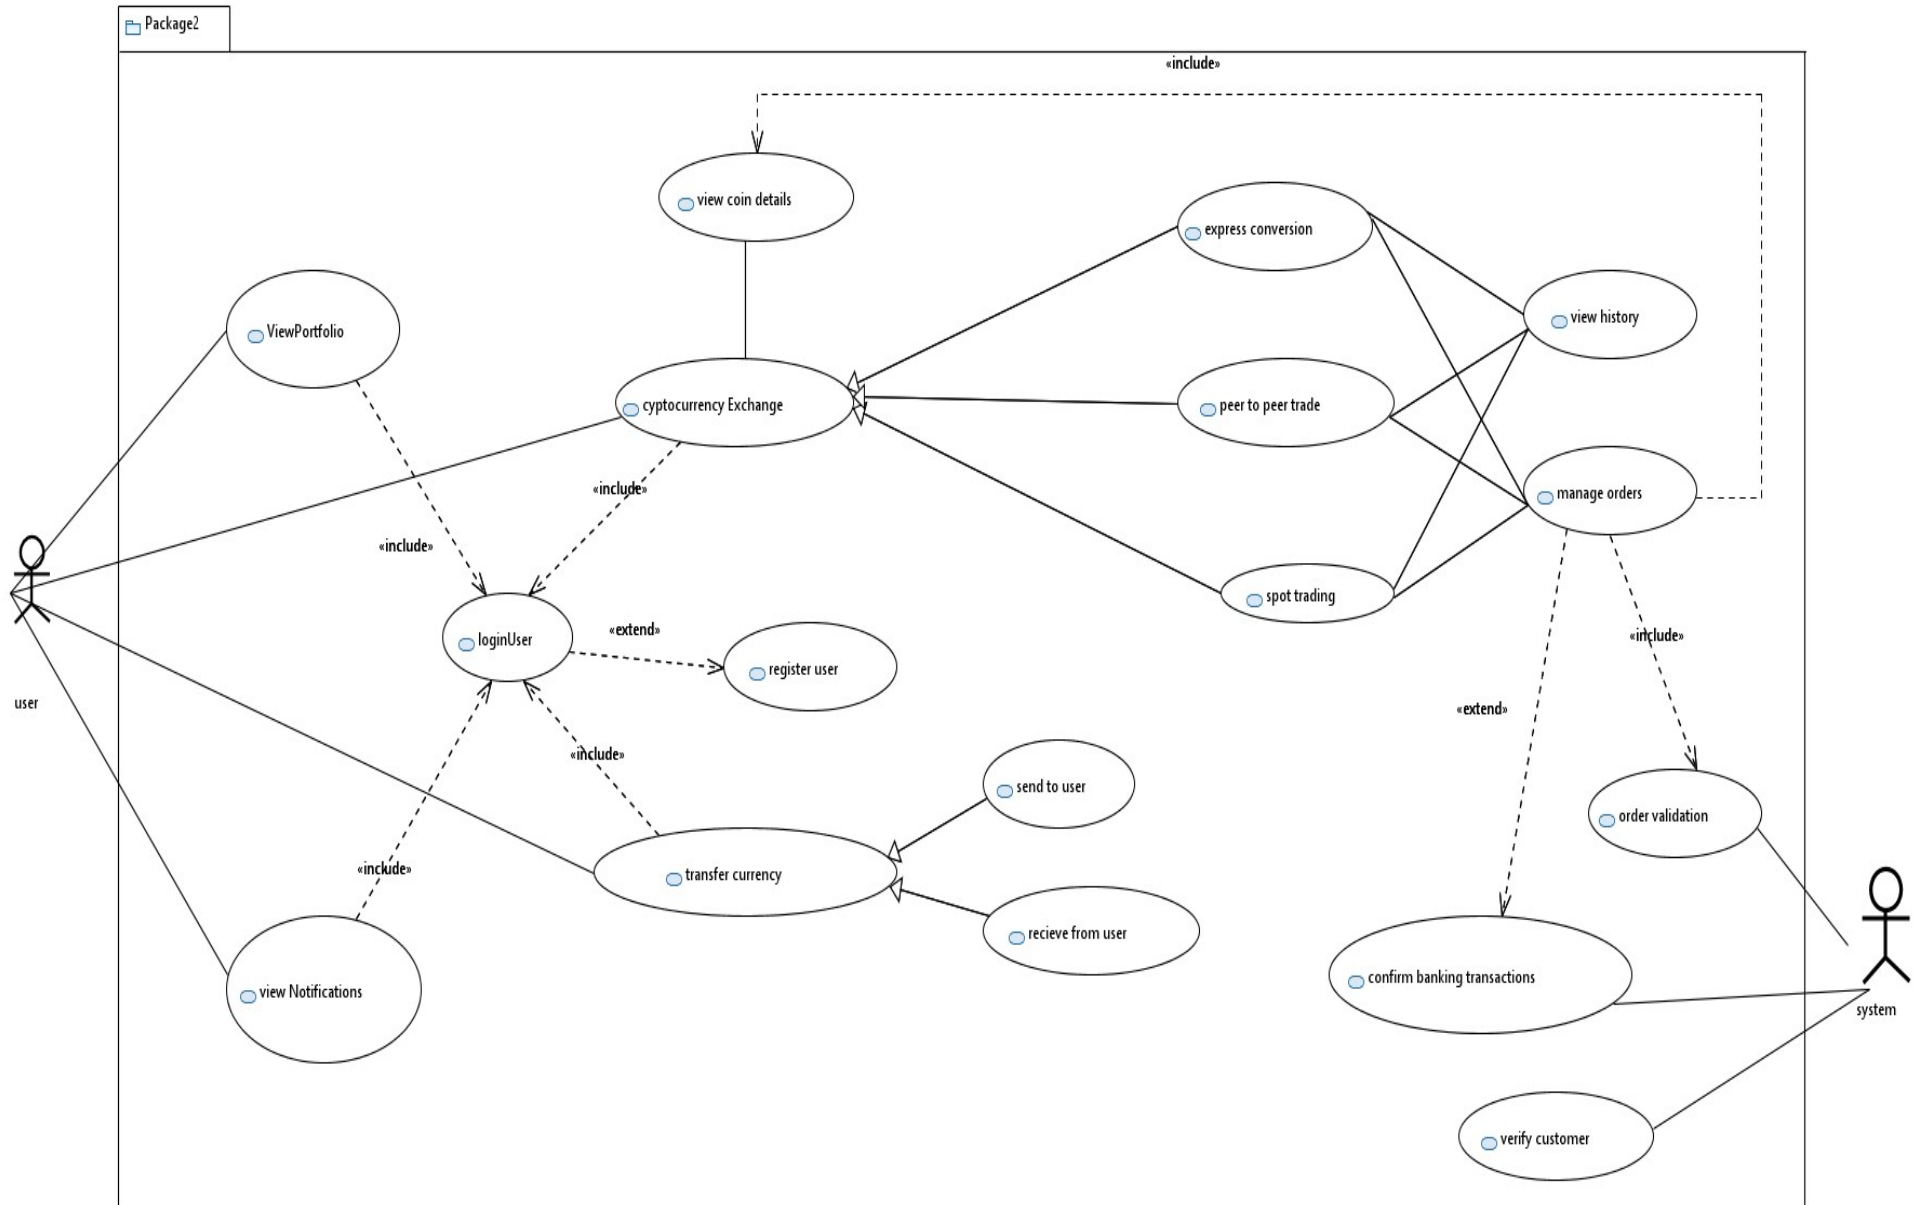 Package2
«include»
view coin details
express conversion
ViewPortfolio
view history
cyptocurrency Exchange
peer to peer trade
«include»
manage orders
«include»
spot trading
loginUser
«extend»
register user
«include»
user
«extend»
«include»
send to user
order validation
«include»
transfer currency
recieve from user
view Notifications
confirm banking transactions
system
verify customer